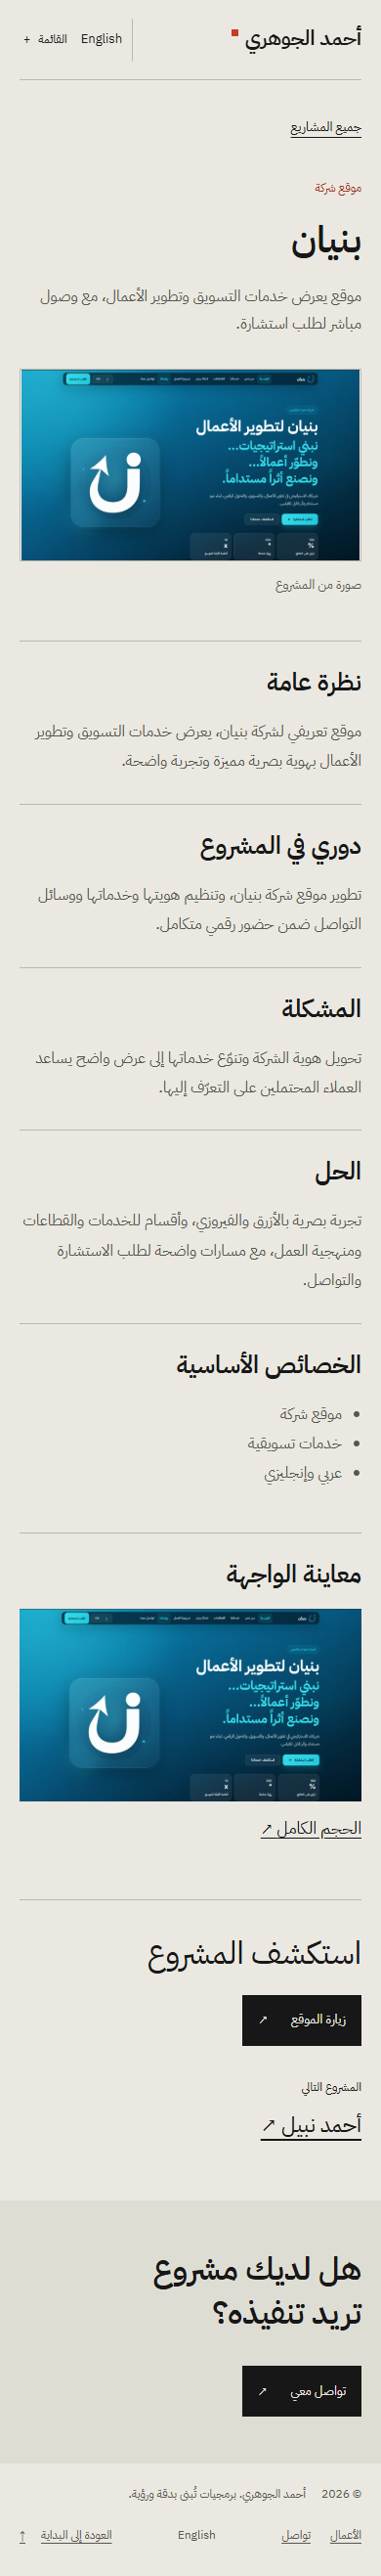 أحمد الجوهري
English
القائمة +
جميع المشاريع
موقع شركة
بنيان
موقع يعرض خدمات التسويق وتطوير الأعمال، مع وصول
مباشر لطلب استشارة.
بنيان لتطوير الأعمال
نبني استراتيجيات...
ونطوّر أعمالاً...
ونصنع أثراً مستداماً.
صورة من المشروع
نظرة عامة
موقع تعريفي لشركة بنيان، يعرض خدمات التسويق وتطوير
الأعمال بهوية بصرية مميزة وتجربة واضحة.
دوري في المشروع
تطوير موقع شركة بنيان، وتنظيم هويتها وخدماتها ووسائل
التواصل ضمن حضور رقمي متكامل.
المشكلة
تحويل هوية الشركة وتنوّع خدماتها إلى عرض واضح يساعد
العملاء المحتملين على التعرّف إليها.
الحل
تجربة بصرية بالأزرق والفيروزي، وأقسام للخدمات والقطاعات
ومنهجية العمل، مع مسارات واضحة لطلب الاستشارة
والتواصل.
الخصائص الأساسية
• موقع شركة
• خدمات تسويقية
• عربي وإنجليزي
معاينة الواجهة
بنيان لتطوير الأعمال
نبني استراتيجيات...
ونطوّر أعمالاً...
ونصنع أثراً مستداماً.
الحجم الكامل ↗
استكشف المشروع
زيارة الموقع ↗
المشروع التالي
أحمد نبيل ↗
هل لديك مشروع
تريد تنفيذه؟
تواصل معي ↗
© 2026 أحمد الجوهري. برمجيات تُبنى بدقة ورؤية.
الأعمال تواصل English العودة إلى البداية ↑